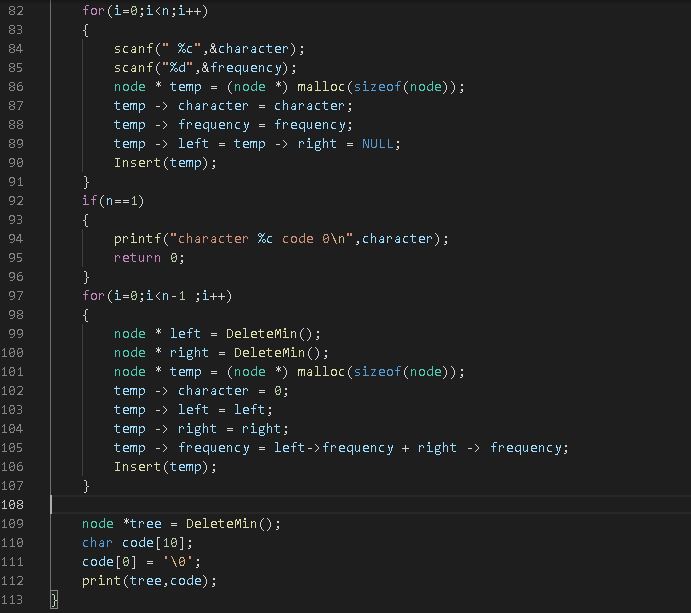 82 for(i=0;i<n;i++)
83 {
84 scanf(" %c",&character);
85 scanf("%d",&frequency);
86 node * temp = (node *) malloc(sizeof(node));
87 temp -> character = character;
88 temp -> frequency = frequency;
89 temp -> left = temp -> right = NULL;
90 Insert(temp);
91 }
92 if(n==1)
93 {
94 printf("character %c code 0\n",character);
95 return 0;
96 }
97 for(i=0;i<n-1 ;i++)
98 {
99 node * left = DeleteMin();
100 node * right = DeleteMin();
101 node * temp = (node *) malloc(sizeof(node));
102 temp -> character = 0;
103 temp -> left = left;
104 temp -> right = right;
105 temp -> frequency = left->frequency + right -> frequency;
106 Insert(temp);
107 }
108
109 node *tree = DeleteMin();
110 char code[10];
111 code[0] = '\0';
112 print(tree,code);
113 }